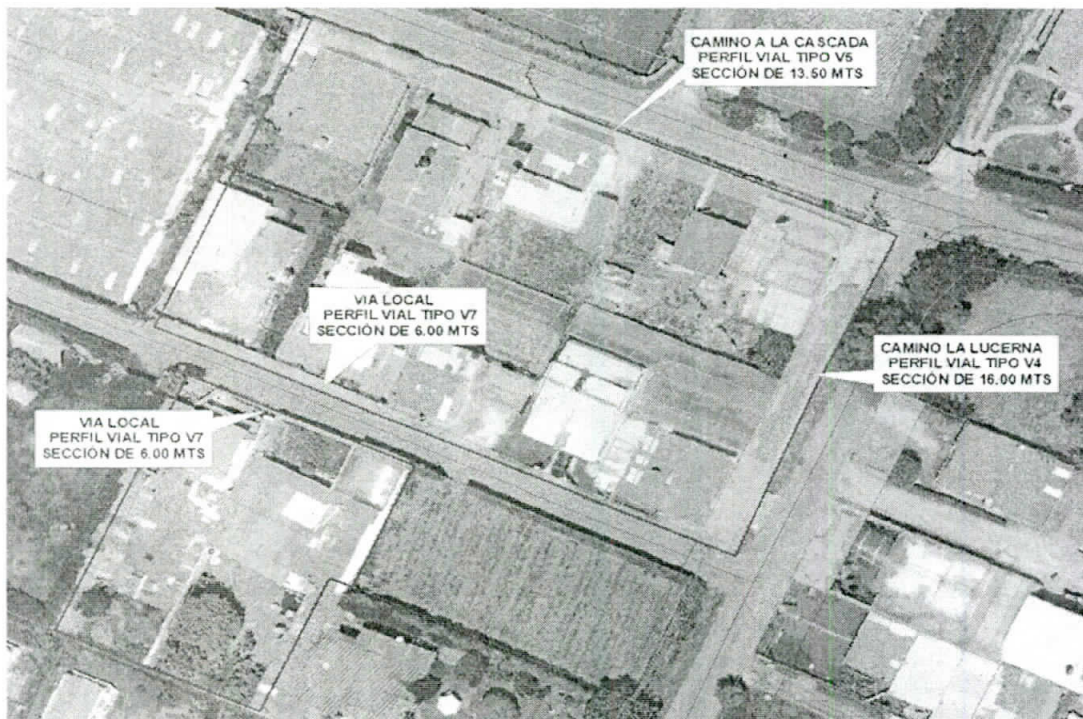 CAMINO A LA CASCADA
PERFIL VIAL TIPO V5
SECCIÓN DE 13.50 MTS
VIA LOCAL
PERFIL VIAL TIPO V7
SECCIÓN DE 6.00 MTS
CAMINO LA LUCERNA
PERFIL VIAL TIPO V4
SECCIÓN DE 16.00 MTS
VIA LOCAL
PERFIL VIAL TIPO V7
SECCIÓN DE 6.00 MTS